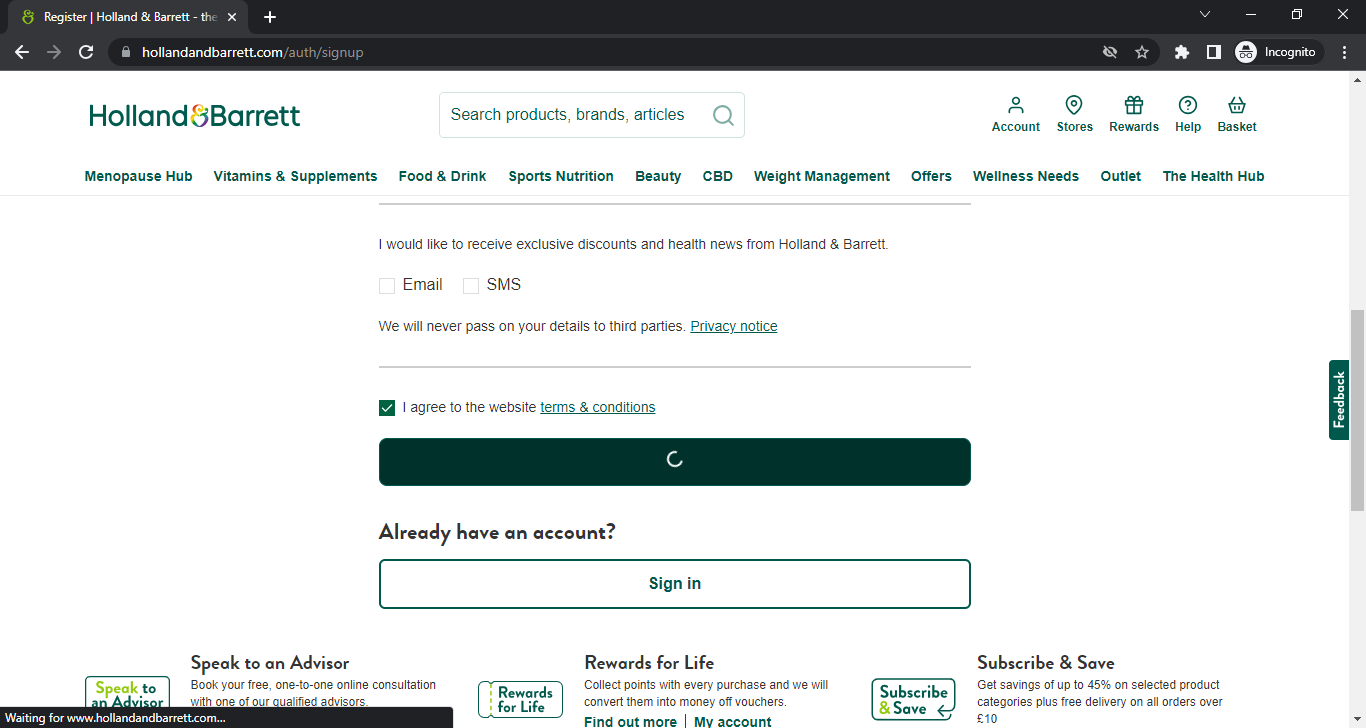 Register | Holland & Barrett - the
hollandandbarrett.com/auth/signup
Incognito
Holland&Barrett
Search products, brands, articles
Account
Stores
Rewards
Help
Basket
Menopause Hub
Vitamins & Supplements
Food & Drink
Sports Nutrition
Beauty
CBD
Weight Management
Offers
Wellness Needs
Outlet
The Health Hub
I would like to receive exclusive discounts and health news from Holland & Barrett.
Email
SMS
We will never pass on your details to third parties. Privacy notice
I agree to the website terms & conditions
Feedback
Already have an account?
Sign in
Speak to
an Advisor
Speak to an Advisor
Book your free, one-to-one online consultation
with one of our qualified advisors.
Rewards
for Life
Rewards for Life
Collect points with every purchase and we will
convert them into money off vouchers.
Find out more | My account
Subscribe
& Save
Subscribe & Save
Get savings of up to 45% on selected product
categories plus free delivery on all orders over
£10
Waiting for www.hollandandbarrett.com...